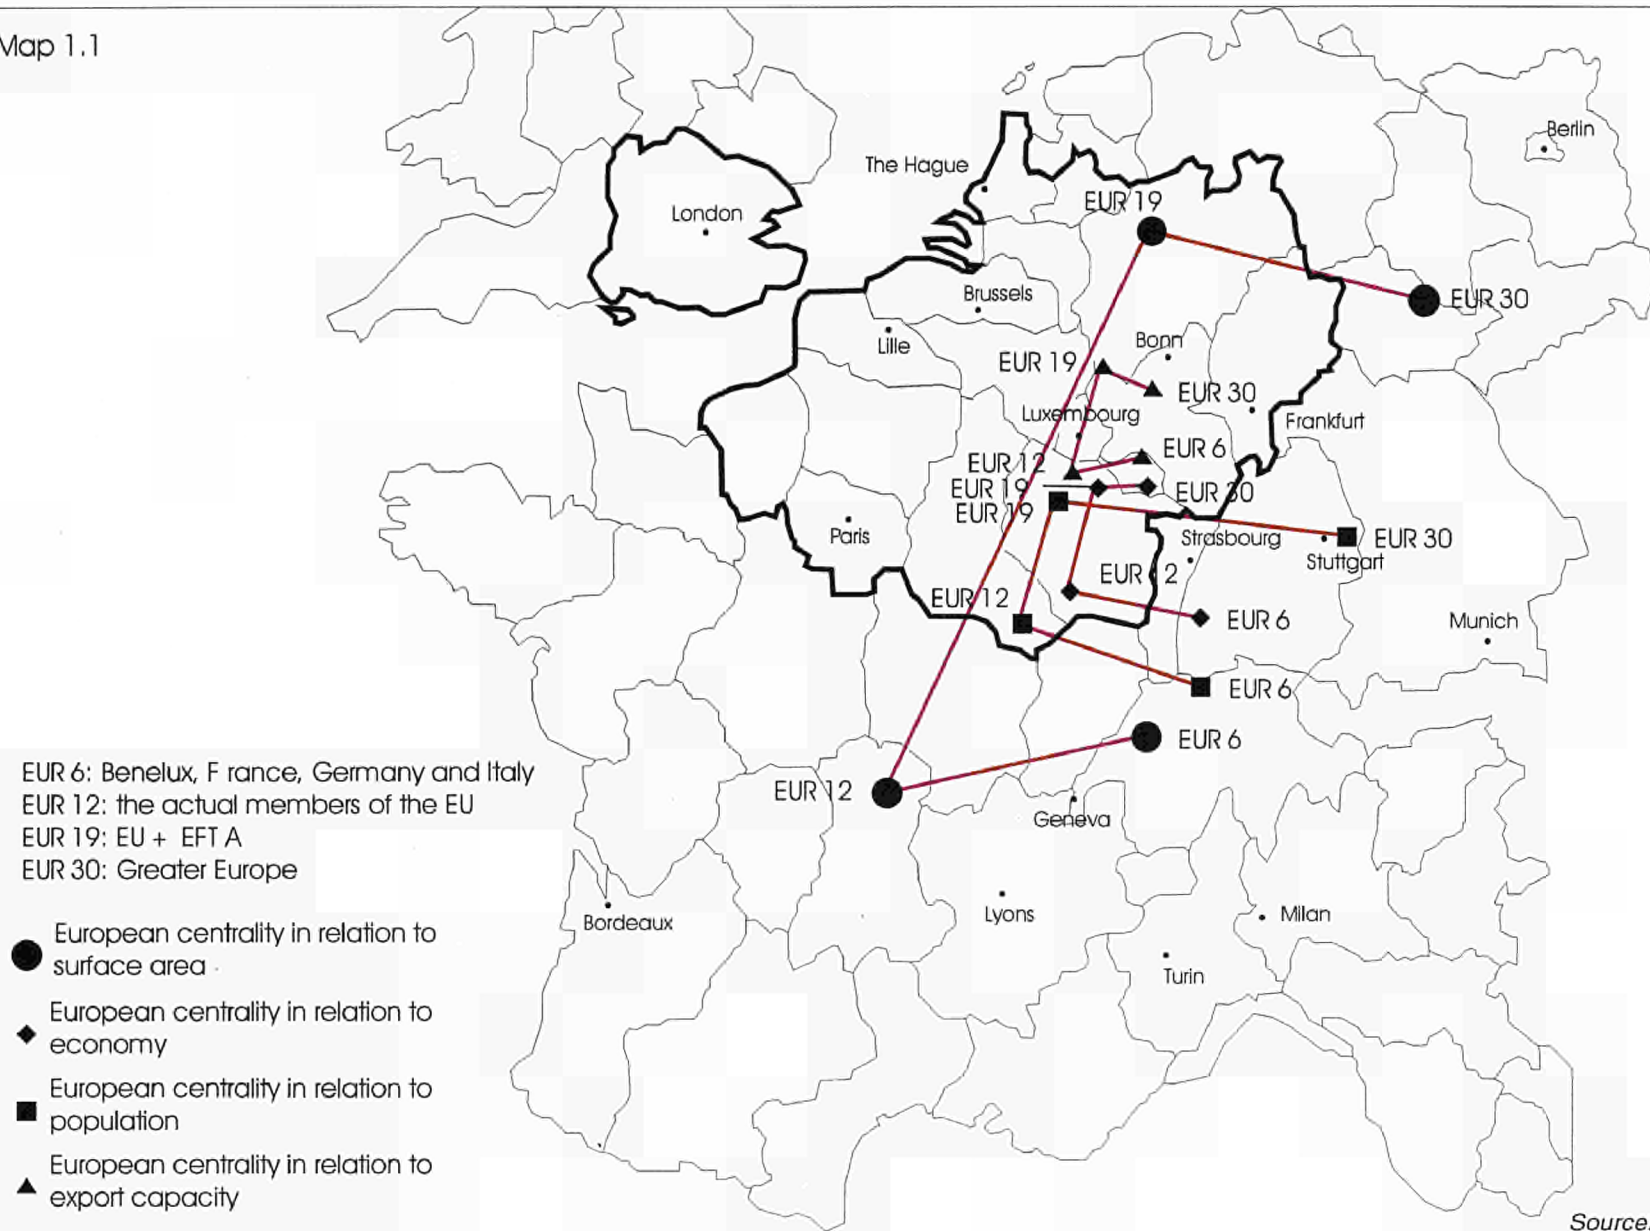 Map 1.1
Berlin
The Hague
EUR 19
London
Brussels
EUR 30
Lille
Bonn
EUR 19
EUR 30
Luxembourg
Frankfurt
EUR 12
EUR 6
EUR 19
EUR 30
EUR 19
Paris
Strasbourg
EUR 30
Stuttgart
EUR 12
EUR 12
EUR 6
Munich
EUR 6
EUR 6
EUR 12
Geneva
Bordeaux
Lyons
Milan
Turin
EUR 6: Benelux, F rance, Germany and Italy
EUR 12: the actual members of the EU
EUR 19: EU + EFT A
EUR 30: Greater Europe
European centrality in relation to
surface area
European centrality in relation to
economy
European centrality in relation to
population
European centrality in relation to
export capacity
Source: